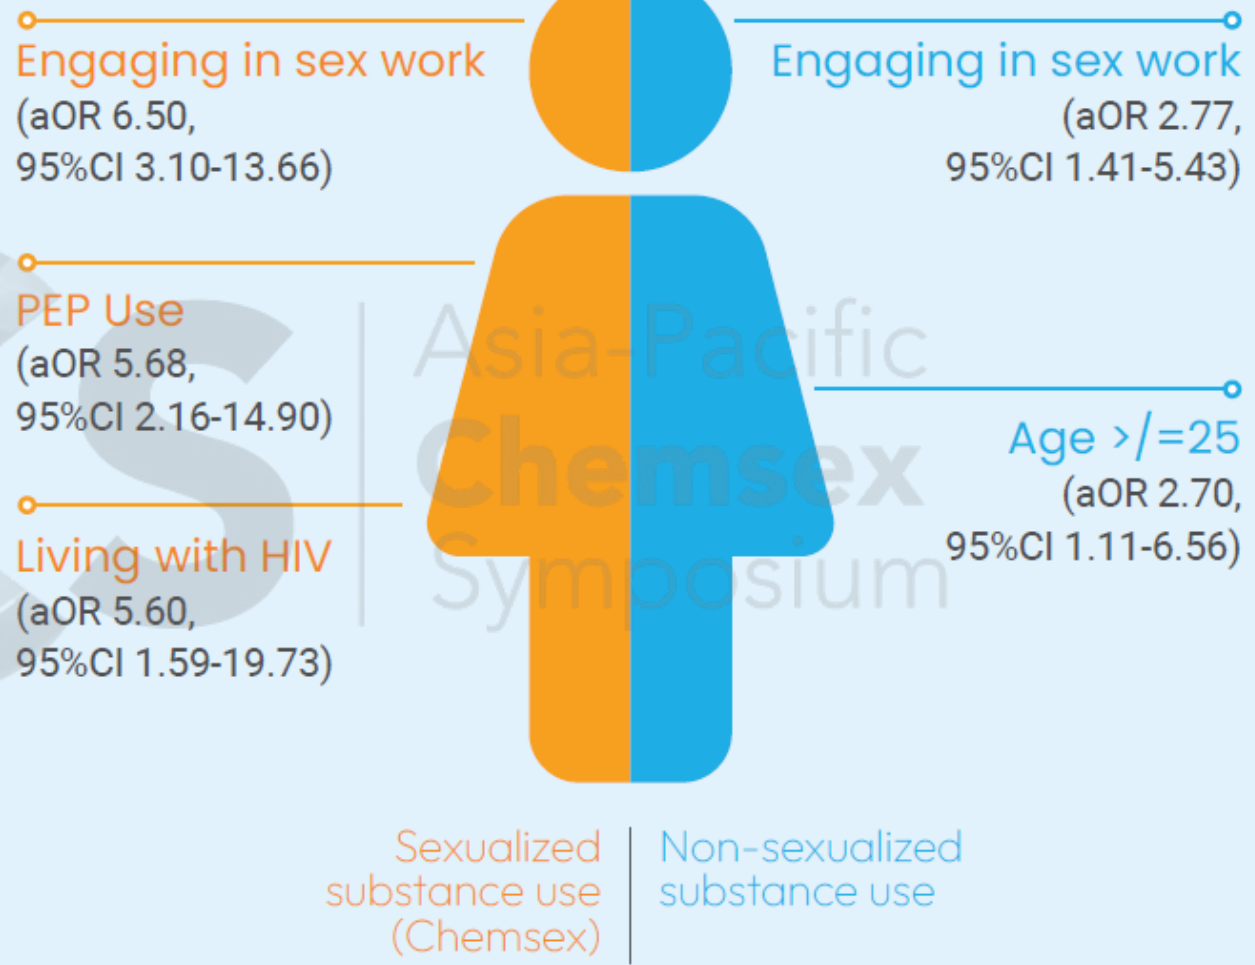 Engaging in sex work
(aOR 6.50,
95%CI 3.10-13.66)
PEP Use
(aOR 5.68,
95%CI 2.16-14.90)
Living with HIV
(aOR 5.60,
95%CI 1.59-19.73)
Engaging in sex work
(aOR 2.77,
95%CI 1.41-5.43)
Age >/=25
(aOR 2.70,
95%CI 1.11-6.56)
Asia-Pacific
Chemsex
Symposium
Sexualized
substance use
(Chemsex)
Non-sexualized
substance use